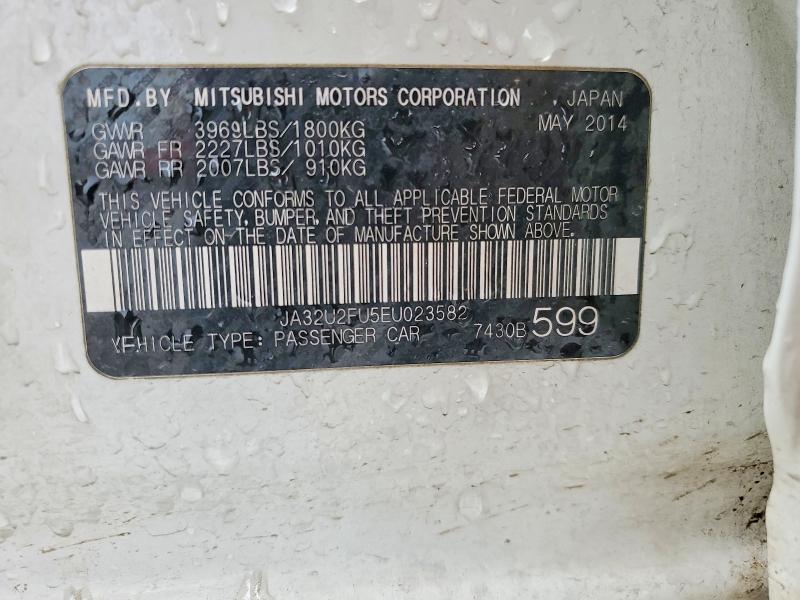 MFD.BY MITSUBISHI MOTORS CORPORATION JAPAN
GVWR 3969LBS/1800KG MAY 2014
GAWR FR 2227LBS/1010KG
GAWR RR 2007LBS/ 910KG
THIS VEHICLE CONFORMS TO ALL APPLICABLE FEDERAL MOTOR
VEHICLE SAFETY, BUMPER, AND THEFT PREVENTION STANDARDS
IN EFFECT ON THE DATE OF MANUFACTURE SHOWN ABOVE.
JA32U2FU5EU023582
VEHICLE TYPE: PASSENGER CAR 7430B 599